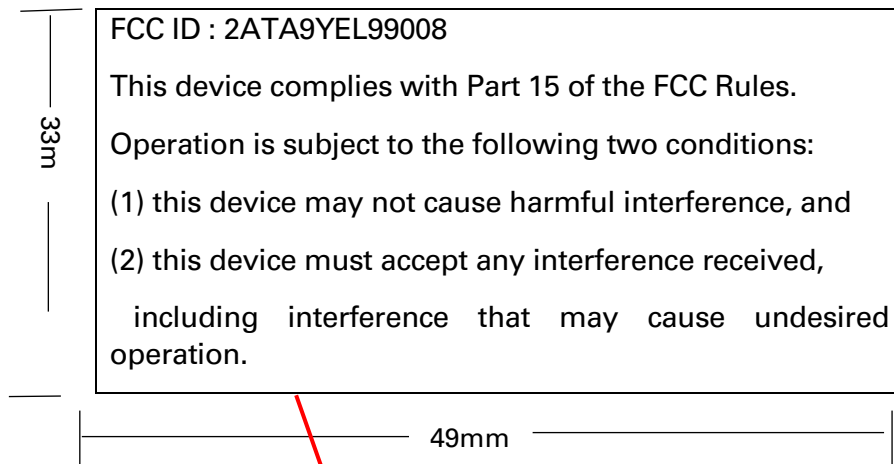 FCC ID : 2ATA9YEL99008
This device complies with Part 15 of the FCC Rules.
Operation is subject to the following two conditions:
(1) this device may not cause harmful interference, and
(2) this device must accept any interference received,
including interference that may cause undesired
operation.
33m
49mm